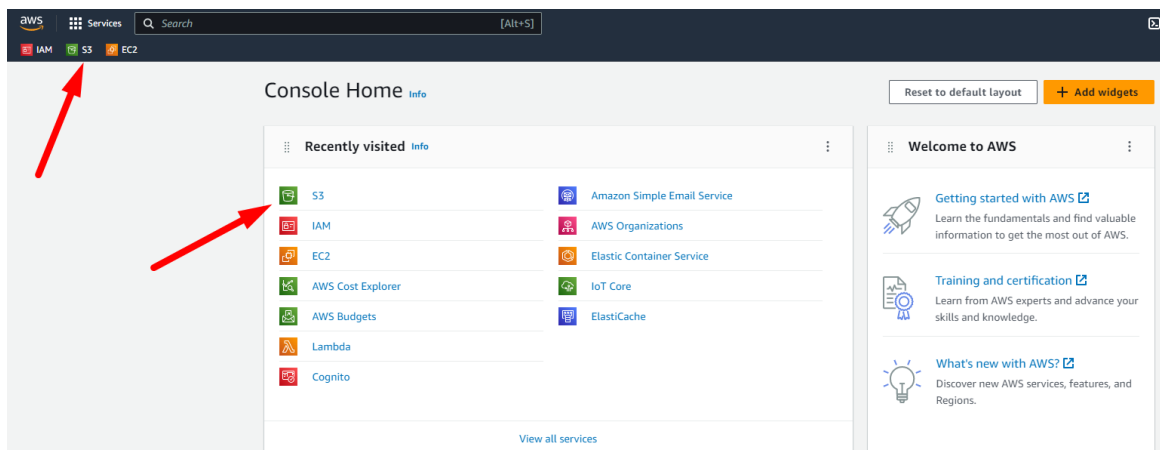 aws Services Search [Alt+S]
IAM S3 EC2
Console Home Info
Reset to default layout + Add widgets
Recently visited Info
S3
IAM
EC2
AWS Cost Explorer
AWS Budgets
Lambda
Cognito
Amazon Simple Email Service
AWS Organizations
Elastic Container Service
IoT Core
ElastiCache
View all services
Welcome to AWS
Getting started with AWS
Learn the fundamentals and find valuable
information to get the most out of AWS.
Training and certification
Learn from AWS experts and advance your
skills and knowledge.
What's new with AWS?
Discover new AWS services, features, and
Regions.